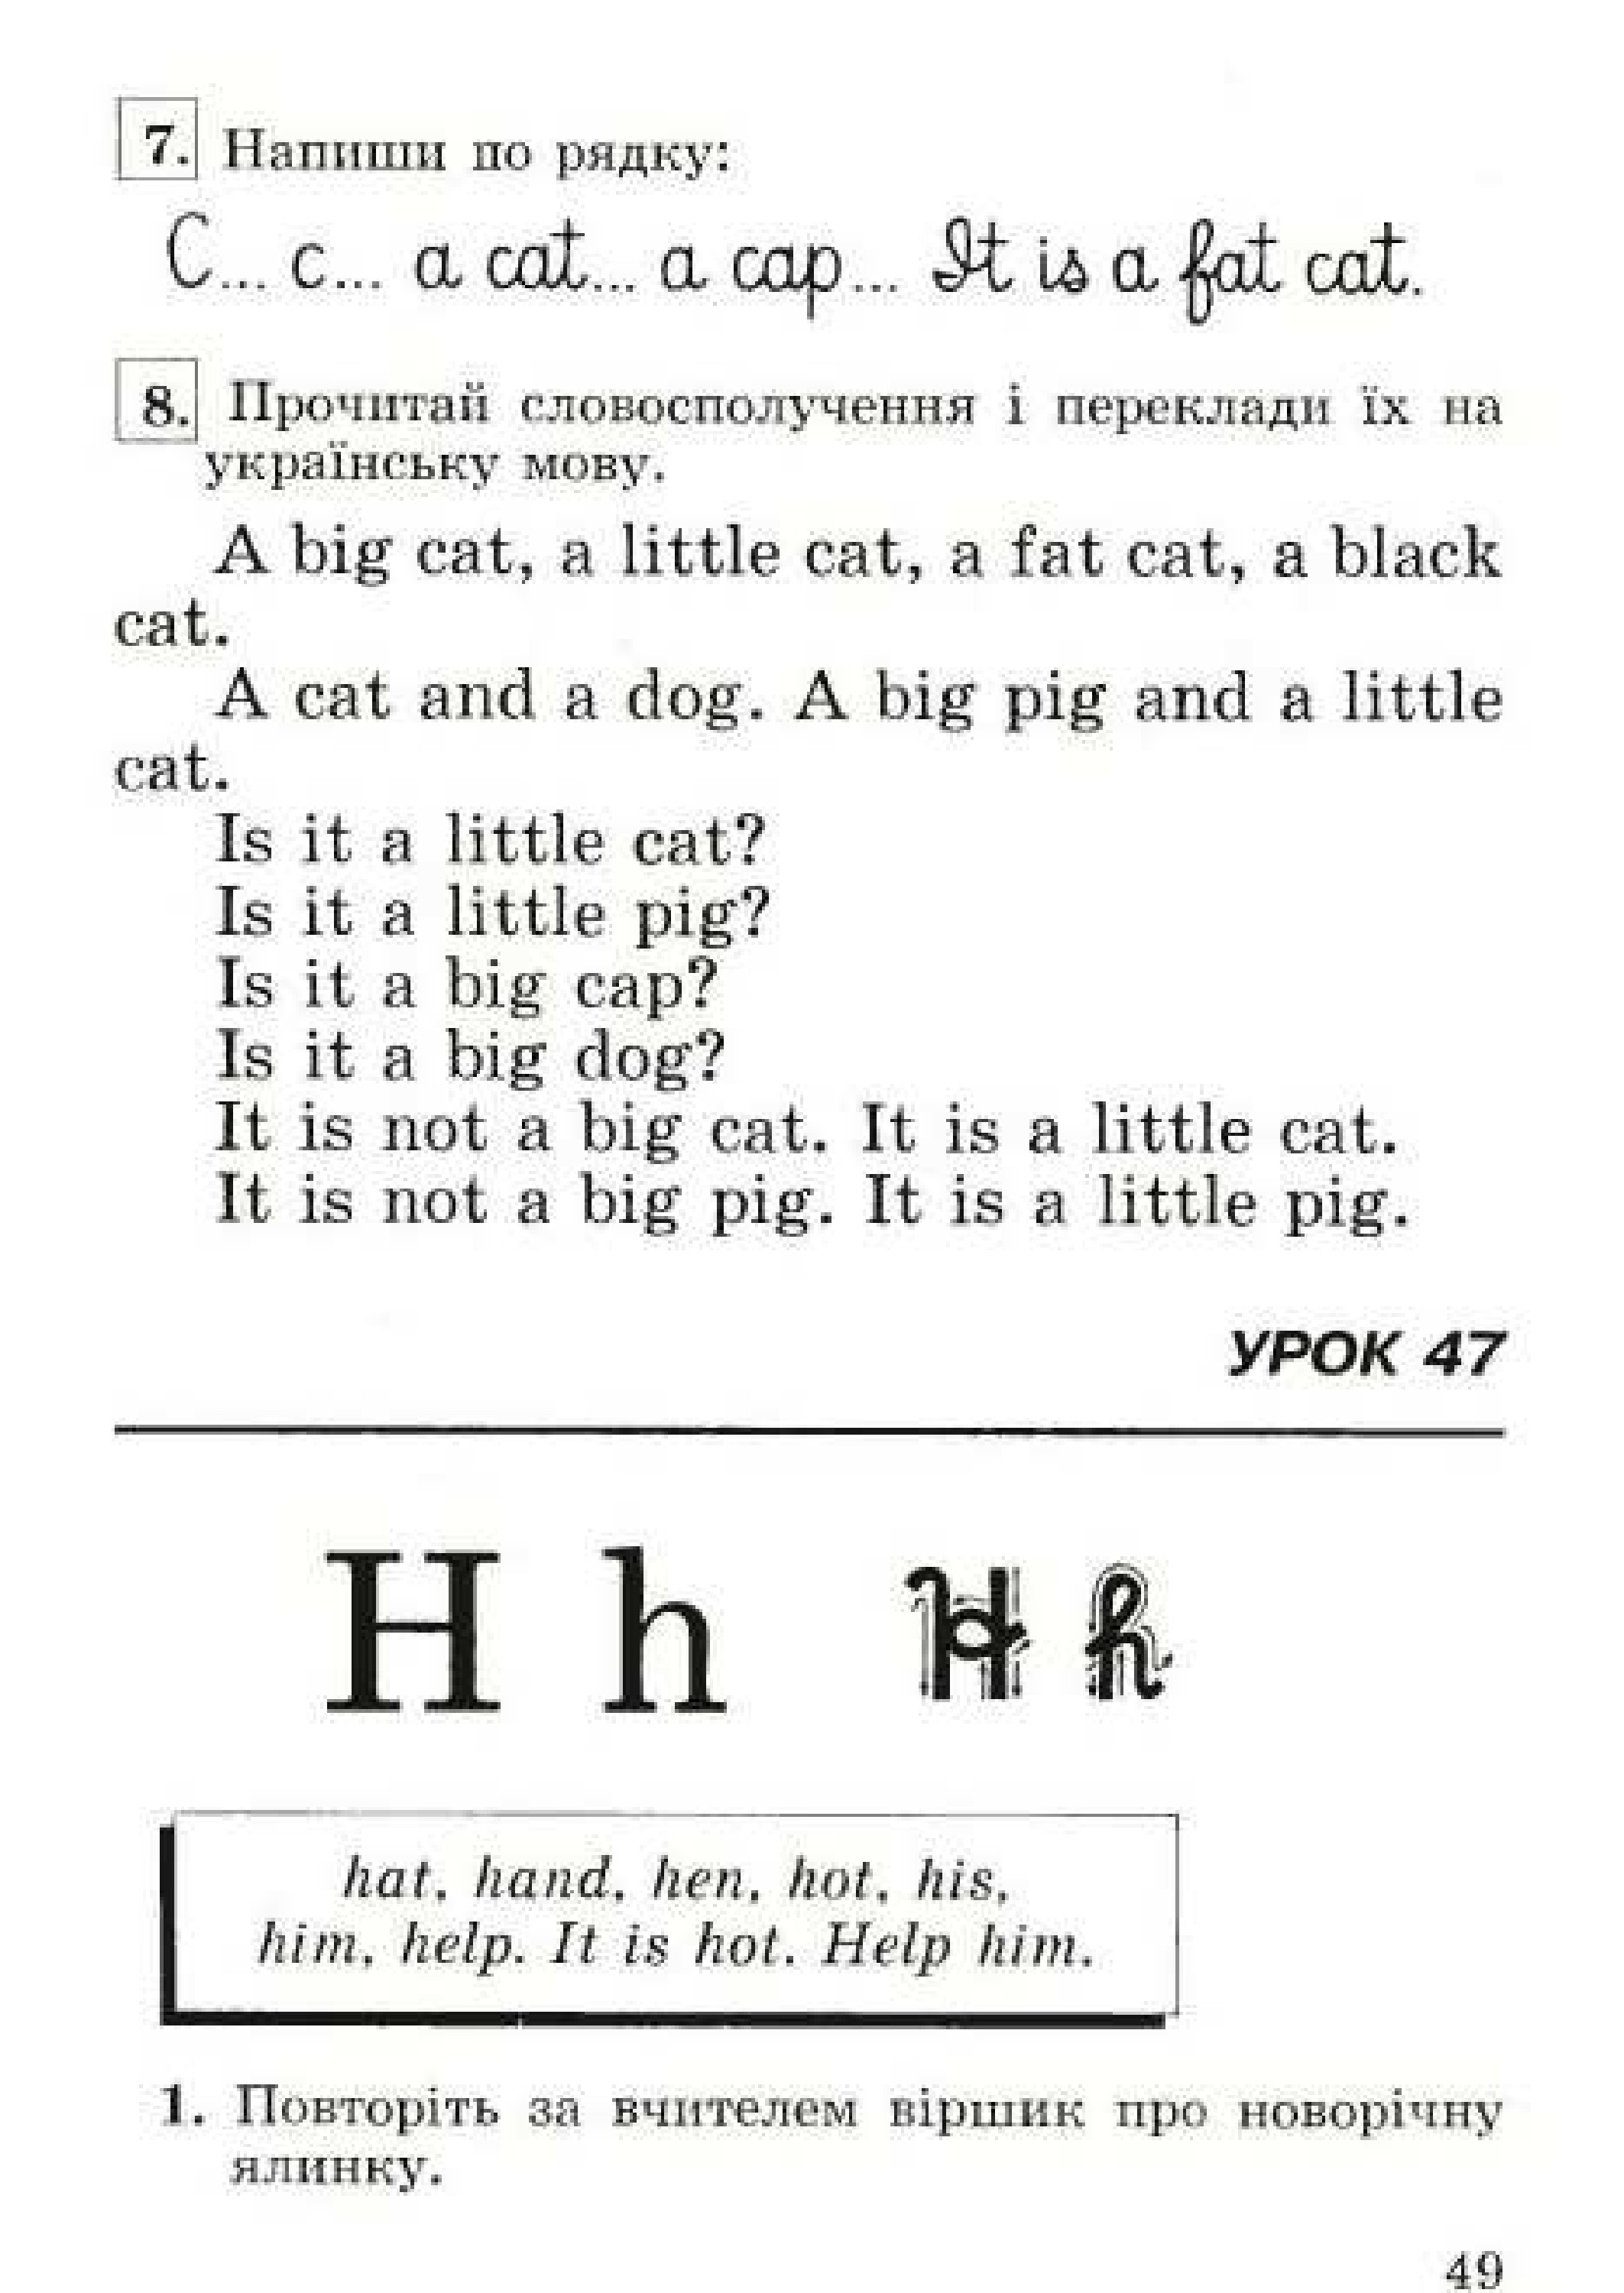 7. Напиши по рядку:
C... c... a cat... a cap... It is a fat cat.
8. Прочитай словосполучення і переклади їх на
українську мову.
A big cat, a little cat, a fat cat, a black
cat.
A cat and a dog. A big pig and a little
cat.
Is it a little cat?
Is it a little pig?
Is it a big cap?
Is it a big dog?
It is not a big cat. It is a little cat.
It is not a big pig. It is a little pig.
УРОК 47
H h H h
hat, hand, hen, hot, his,
him, help. It is hot. Help him.
1. Повторіть за вчителем віршик про новорічну
ялинку.
49